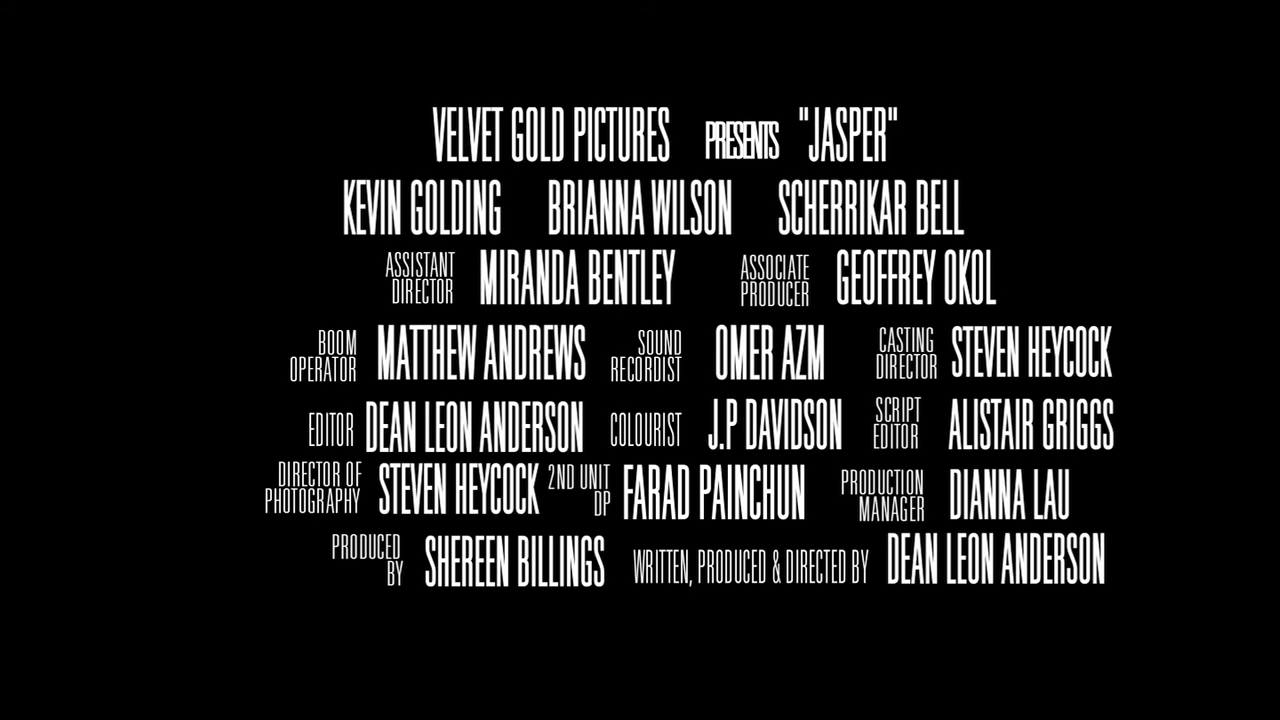 VELVET GOLD PICTURES PRESENTS "JASPER"
KEVIN GOLDING BRIANNA WILSON SCHERRIKAR BELL
ASSISTANT DIRECTOR MIRANDA BENTLEY ASSOCIATE PRODUCER GEOFFREY OKOL
BOOM OPERATOR MATTHEW ANDREWS SOUND RECORDIST OMER AZM CASTING DIRECTOR STEVEN HEYCOCK
EDITOR DEAN LEON ANDERSON COLOURIST J.P DAVIDSON SCRIPT EDITOR ALISTAIR GRIGGS
DIRECTOR OF PHOTOGRAPHY STEVEN HEYCOCK 2ND UNIT DP FARAD PAINCHUN PRODUCTION MANAGER DIANNA LAU
PRODUCED BY SHEREEN BILLINGS WRITTEN, PRODUCED & DIRECTED BY DEAN LEON ANDERSON